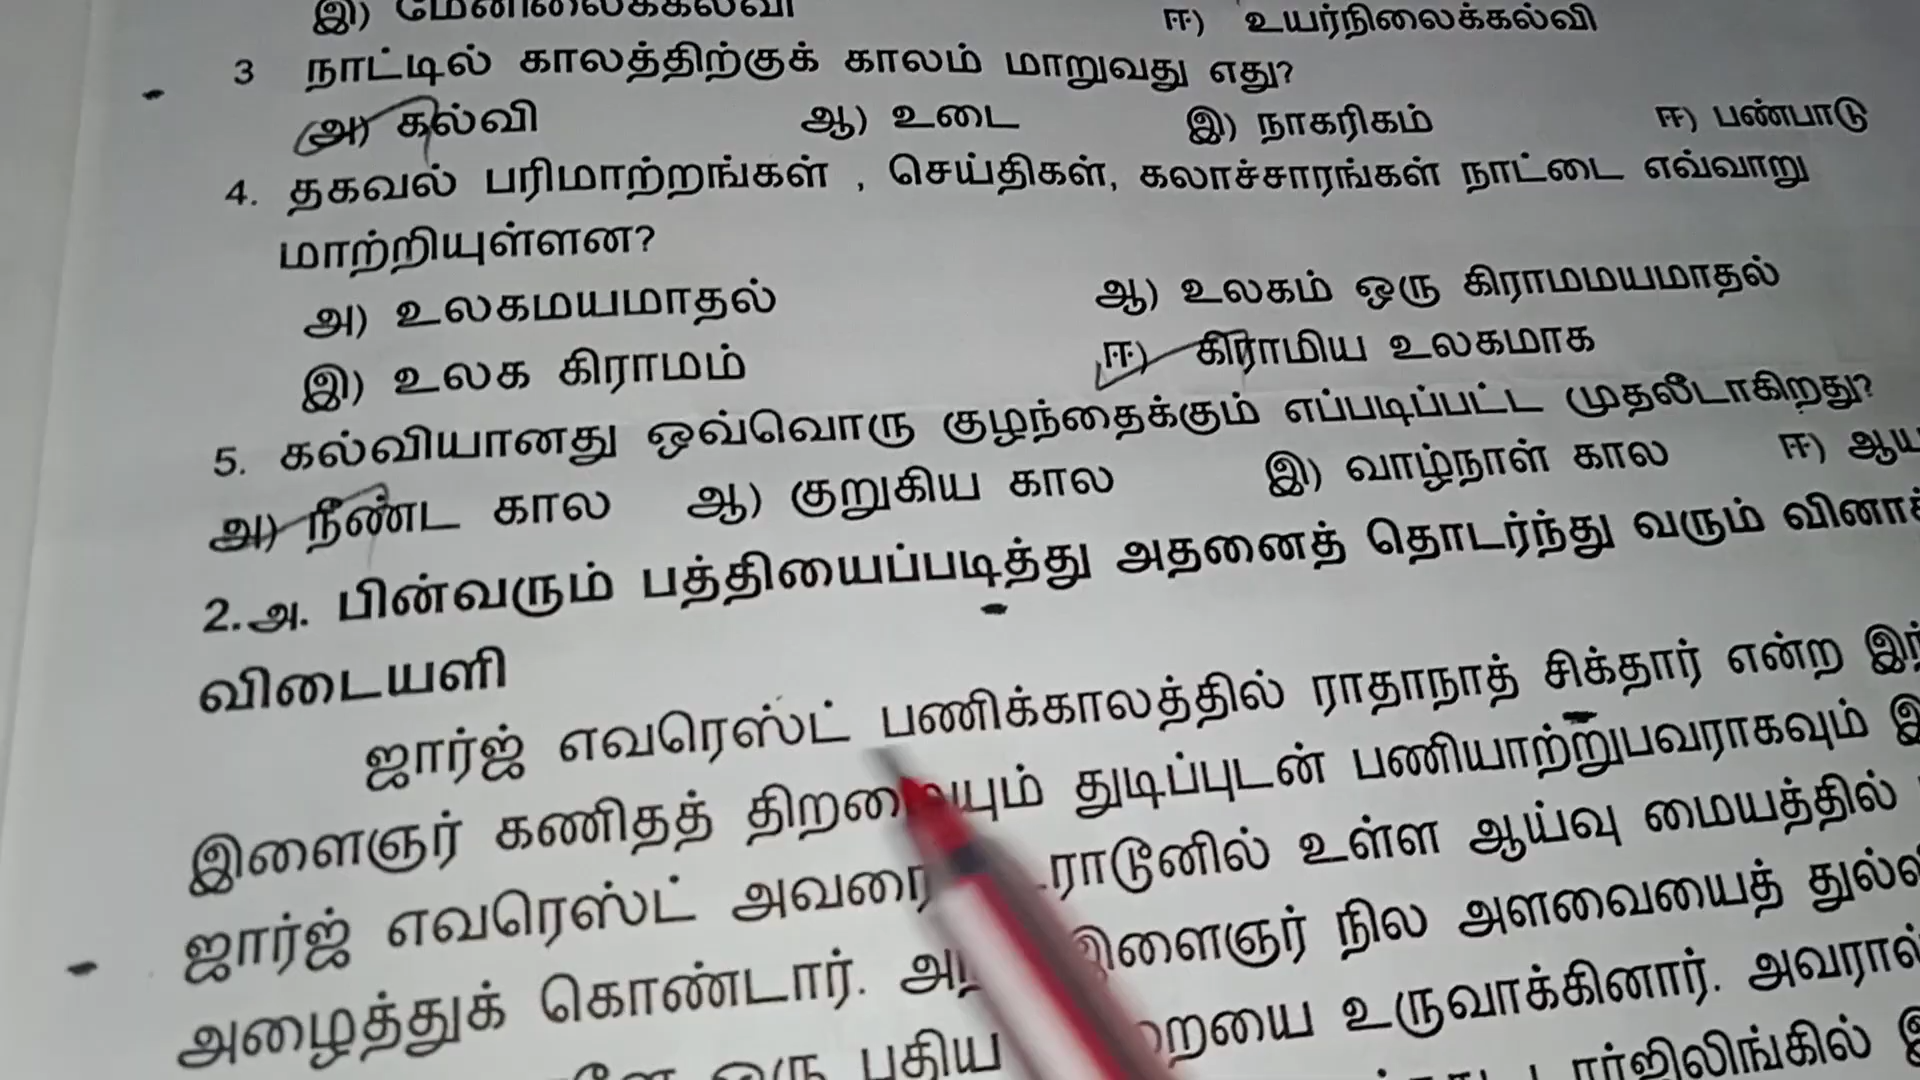 இ) மேனிலைக்கல்வி ஈ) உயர்நிலைக்கல்வி
3 நாட்டில் காலத்திற்குக் காலம் மாறுவது எது?
அ) கல்வி ஆ) உடை இ) நாகரிகம் ஈ) பண்பாடு
4. தகவல் பரிமாற்றங்கள் , செய்திகள், கலாச்சாரங்கள் நாட்டை எவ்வாறு
மாற்றியுள்ளன?
அ) உலகமயமாதல் ஆ) உலகம் ஒரு கிராமமயமாதல்
இ) உலக கிராமம் ஈ) கிராமிய உலகமாக
5. கல்வியானது ஒவ்வொரு குழந்தைக்கும் எப்படிப்பட்ட முதலீடாகிறது?
அ) நீண்ட கால ஆ) குறுகிய கால இ) வாழ்நாள் கால ஈ)
2.அ. பின்வரும் பத்தியைப்படித்து அதனைத் தொடர்ந்து வரும்
விடையளி
ஜார்ஜ் எவரெஸ்ட் பணிக்காலத்தில் ராதாநாத் சிக்தார் என்ற
இளைஞர் கணிதத் துடிப்புடன் பணியாற்றுபவராகவும்
ஜார்ஜ் எவரெஸ்ட் உள்ள ஆய்வு மையத்தில்
அழைத்துக் கொண்டார். இளைஞர் நில அளவையைத்
புதிய உருவாக்கினார்.